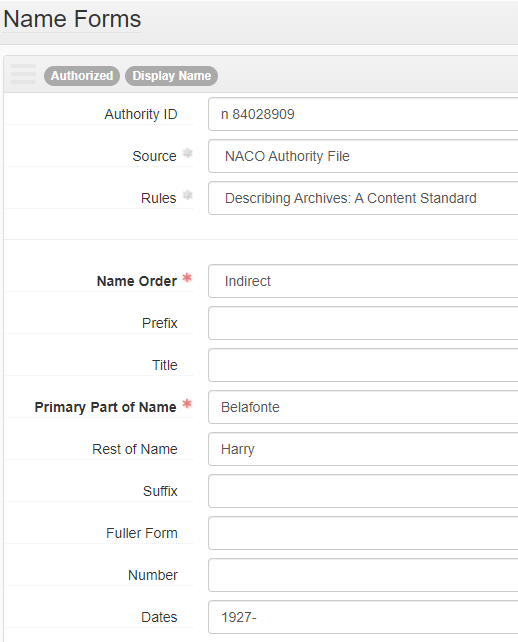 Name Forms
Authorized Display Name
Authority ID n 84028909
Source NACO Authority File
Rules Describing Archives: A Content Standard
Name Order * Indirect
Prefix
Title
Primary Part of Name * Belafonte
Rest of Name Harry
Suffix
Fuller Form
Number
Dates 1927-